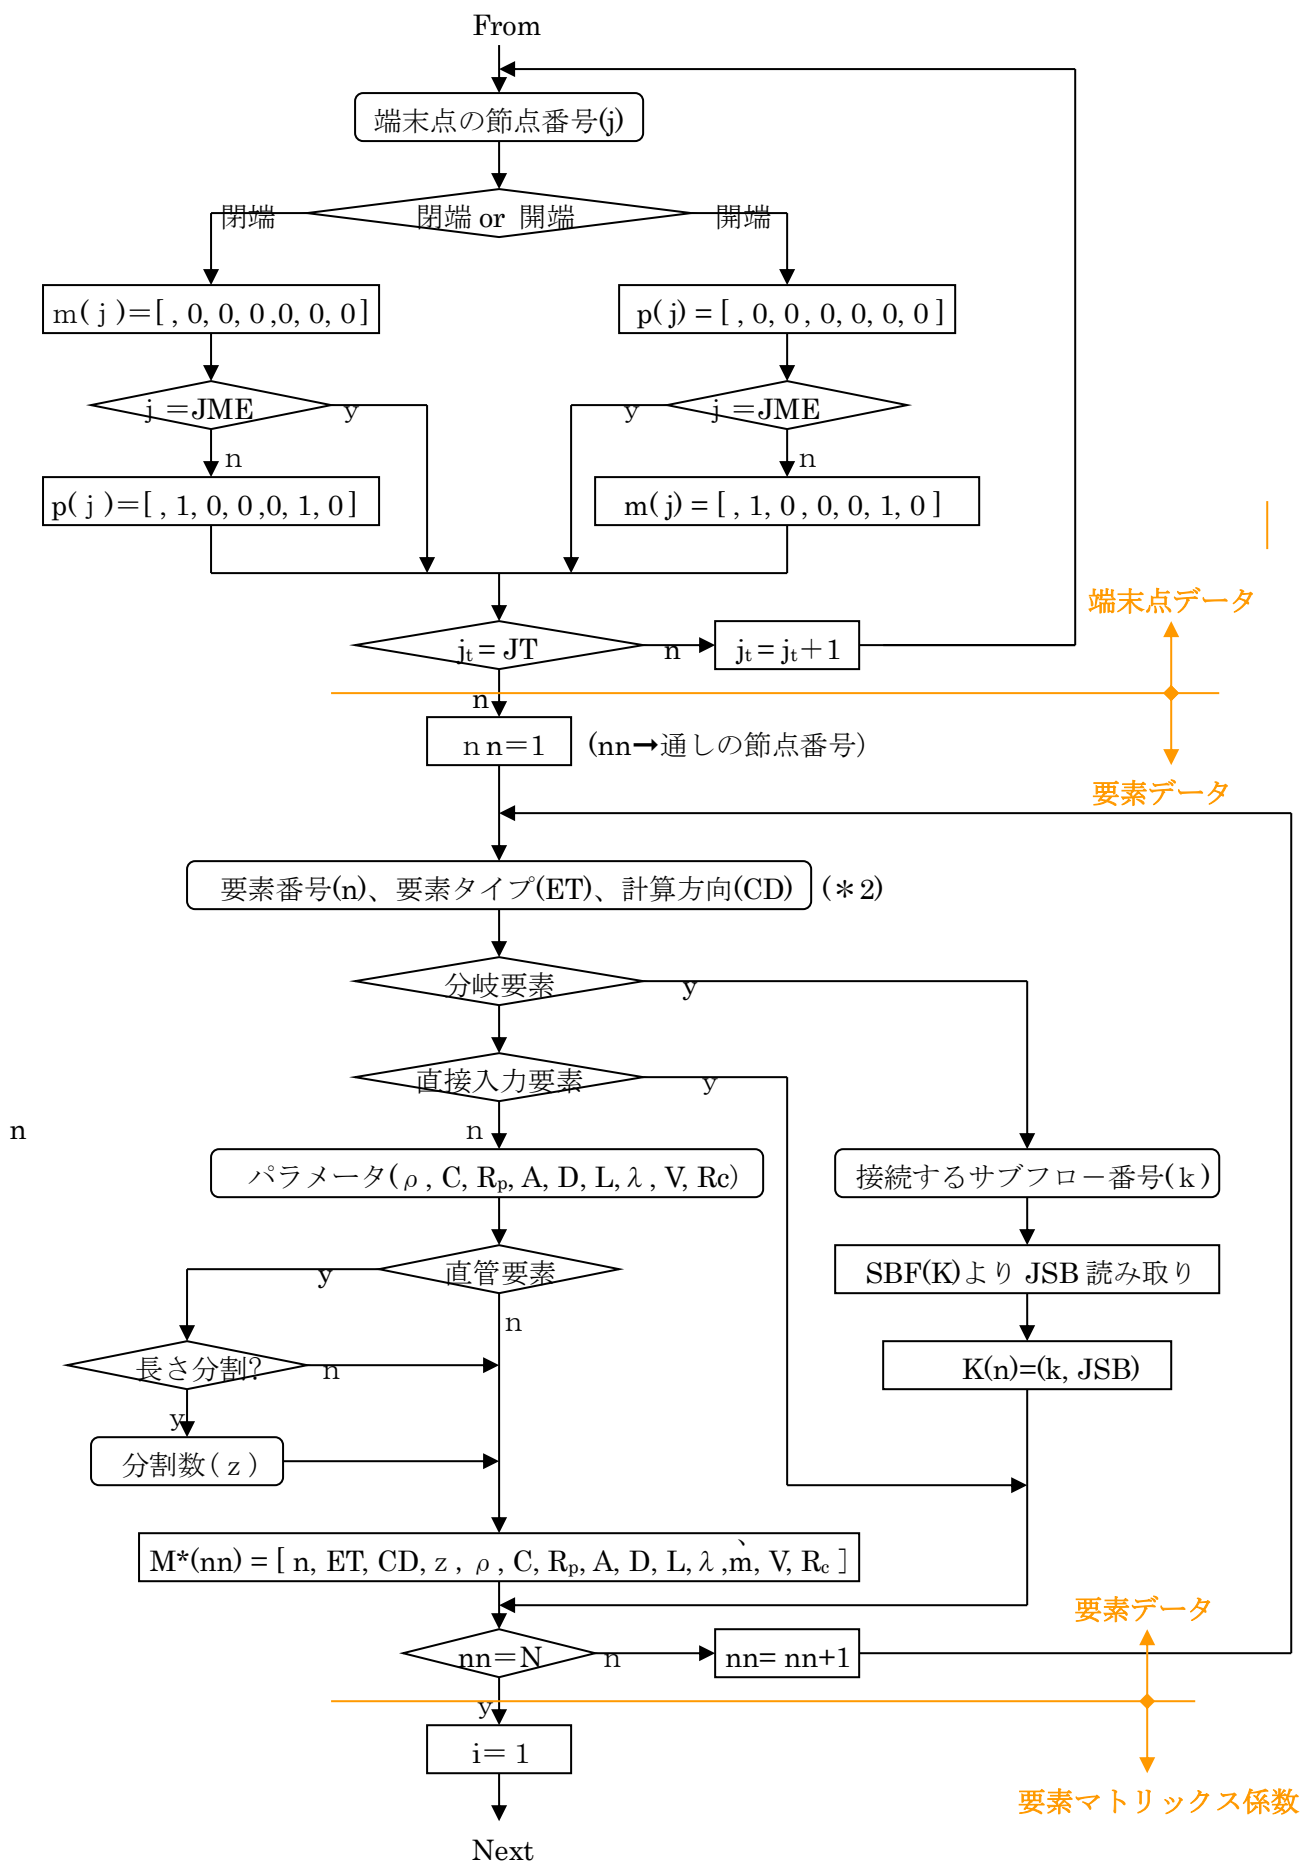 From
端末点の節点番号(j)
閉端
閉端 or 開端
開端
m( j )=[ , 0, 0, 0 ,0, 0, 0]
p( j) = [ , 0, 0 , 0, 0, 0, 0 ]
j =JME
y
y
j =JME
n
n
p( j )=[ , 1, 0, 0 ,0, 1, 0]
m( j) = [ , 1, 0 , 0, 0, 1, 0 ]
端末点データ
jt = JT
n
jt = jt+1
n
n n=1
(nn→通しの節点番号)
要素データ
要素番号(n)、要素タイプ(ET)、計算方向(CD)
(*2)
分岐要素
y
直接入力要素
y
n
n
パラメータ(ρ, C, Rp, A, D, L, λ, V, Rc)
接続するサブフロー番号( k )
直管要素
y
SBF(K)より JSB 読み取り
n
長さ分割?
n
K(n)=(k, JSB)
y
分割数( z )
M*(nn) = [ n, ET, CD, z , ρ, C, Rp, A, D, L, λ ,m̀, V, Rc ]
要素データ
nn=N
n
nn= nn+1
y
i= 1
要素マトリックス係数
Next